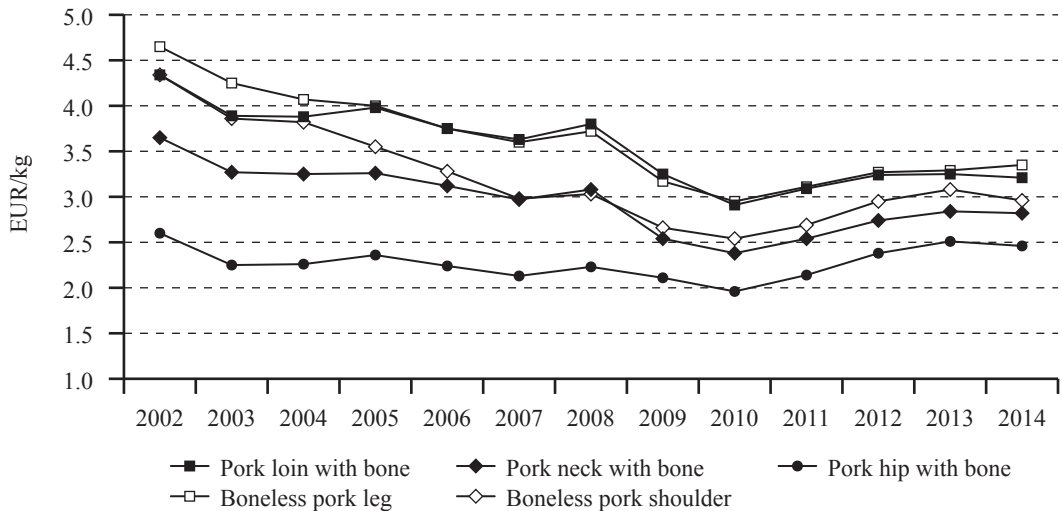 5.0
4.5
4.0
3.5
3.0
2.5
2.0
1.5
1.0
EUR/kg
2002 2003 2004 2005 2006 2007 2008 2009 2010 2011 2012 2013 2014
Pork loin with bone Pork neck with bone Pork hip with bone
Boneless pork leg Boneless pork shoulder